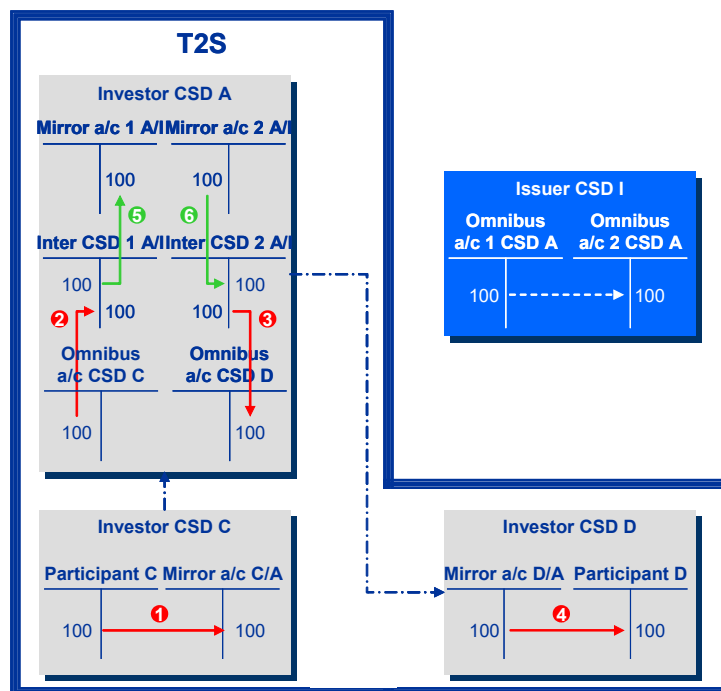 T2S
Investor CSD A
Mirror a/c 1 A/I Mirror a/c 2 A/I
100 100
5 6
Inter CSD 1 A/I Inter CSD 2 A/I
100 100
2 100 100 3
Omnibus Omnibus
a/c CSD C a/c CSD D
100 100
Issuer CSD I
Omnibus Omnibus
a/c 1 CSD A a/c 2 CSD A
100 100
Investor CSD C
Participant C Mirror a/c C/A
1
100 100
Investor CSD D
Mirror a/c D/A Participant D
4
100 100